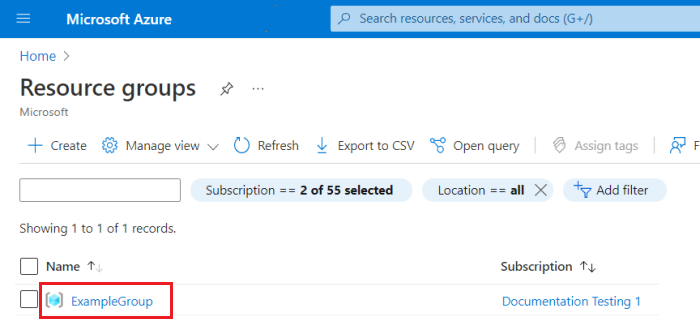 Microsoft Azure Search resources, services, and docs (G+/)
Home >
Resource groups ...
Microsoft
+ Create Manage view Refresh Export to CSV Open query Assign tags F
Subscription == 2 of 55 selected Location == all Add filter
Showing 1 to 1 of 1 records.
Name ↑↓ Subscription ↑↓
ExampleGroup Documentation Testing 1